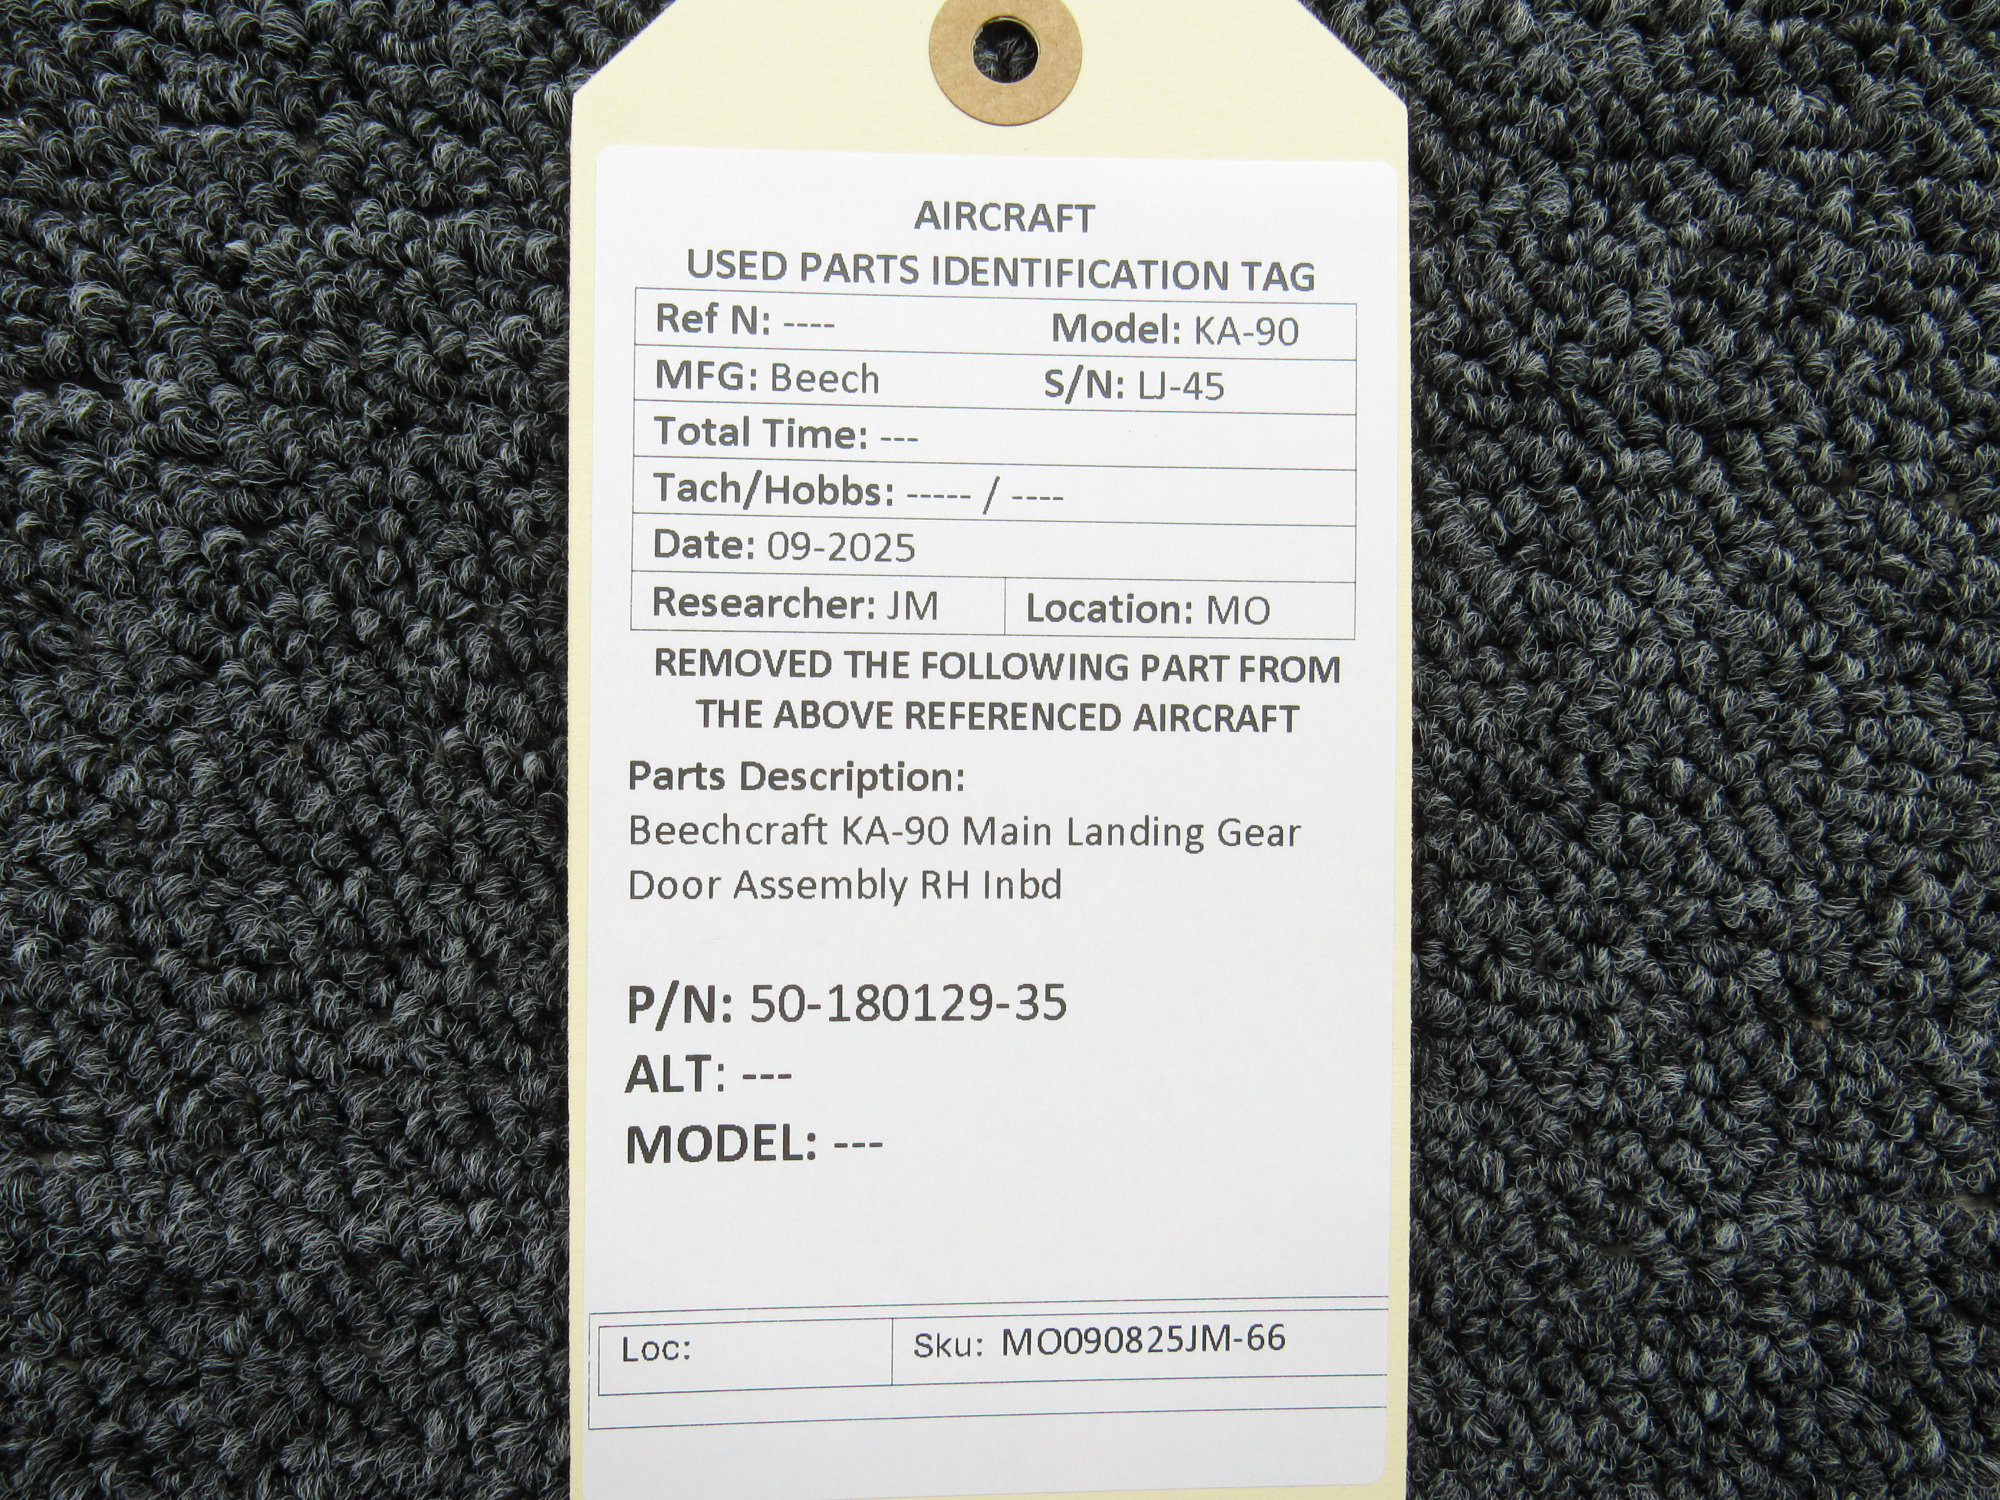 AIRCRAFT
USED PARTS IDENTIFICATION TAG
Ref N: ---- Model: KA-90
MFG: Beech S/N: LJ-45
Total Time: ---
Tach/Hobbs: ----- / ----
Date: 09-2025
Researcher: JM Location: MO
REMOVED THE FOLLOWING PART FROM
THE ABOVE REFERENCED AIRCRAFT
Parts Description:
Beechcraft KA-90 Main Landing Gear
Door Assembly RH Inbd
P/N: 50-180129-35
ALT: ---
MODEL: ---
Loc: Sku: MO090825JM-66